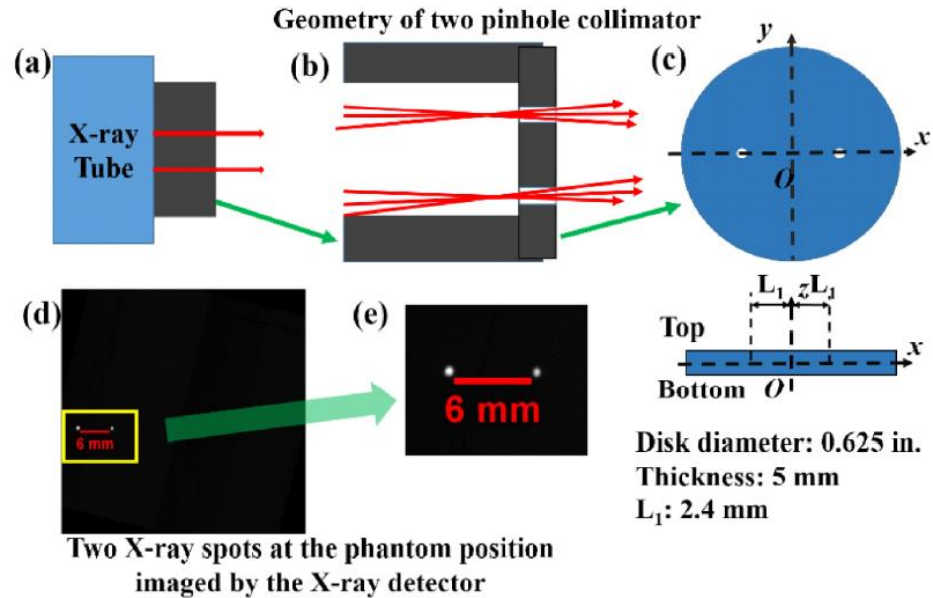 Geometry of two pinhole collimator
(a)
X-ray
Tube
(b)
(c)
y
x
O
(d)
6 mm
(e)
6 mm
L₁
z
L₁
Top
x
Bottom
O
Disk diameter: 0.625 in.
Thickness: 5 mm
L₁: 2.4 mm
Two X-ray spots at the phantom position
imaged by the X-ray detector